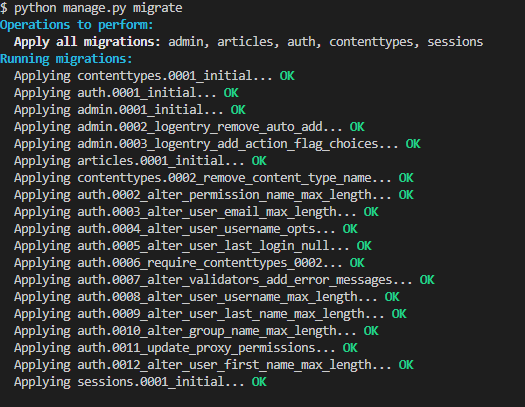 $ python manage.py migrate
Operations to perform:
  Apply all migrations: admin, articles, auth, contenttypes, sessions
Running migrations:
  Applying contenttypes.0001_initial... OK
  Applying auth.0001_initial... OK
  Applying admin.0001_initial... OK
  Applying admin.0002_logentry_remove_auto_add... OK
  Applying admin.0003_logentry_add_action_flag_choices... OK
  Applying articles.0001_initial... OK
  Applying contenttypes.0002_remove_content_type_name... OK
  Applying auth.0002_alter_permission_name_max_length... OK
  Applying auth.0003_alter_user_email_max_length... OK
  Applying auth.0004_alter_user_username_opts... OK
  Applying auth.0005_alter_user_last_login_null... OK
  Applying auth.0006_require_contenttypes_0002... OK
  Applying auth.0007_alter_validators_add_error_messages... OK
  Applying auth.0008_alter_user_username_max_length... OK
  Applying auth.0009_alter_user_last_name_max_length... OK
  Applying auth.0010_alter_group_name_max_length... OK
  Applying auth.0011_update_proxy_permissions... OK
  Applying auth.0012_alter_user_first_name_max_length... OK
  Applying sessions.0001_initial... OK